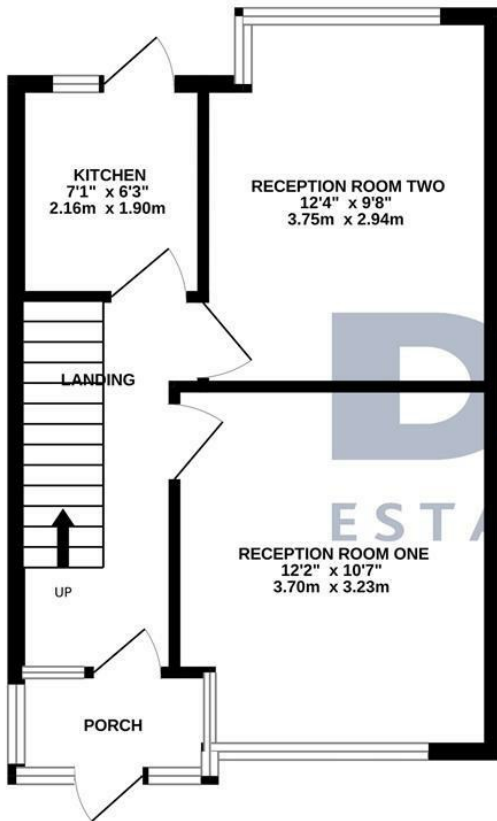 KITCHEN
7'1" x 6'3"
2.16m x 1.90m
RECEPTION ROOM TWO
12'4" x 9'8"
3.75m x 2.94m
LANDING
D
ESTA
RECEPTION ROOM ONE
12'2" x 10'7"
3.70m x 3.23m
UP
PORCH